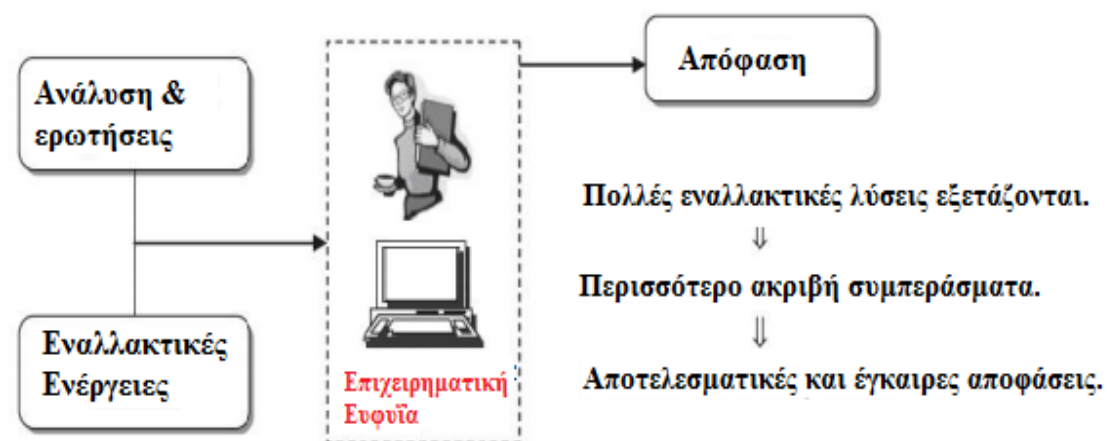 Ανάλυση &
ερωτήσεις
Εναλλακτικές
Ενέργειες
Επιχειρηματική
Ευφυΐα
Απόφαση
Πολλές εναλλακτικές λύσεις εξετάζονται.
⇓
Περισσότερο ακριβή συμπεράσματα.
⇓
Αποτελεσματικές και έγκαιρες αποφάσεις.